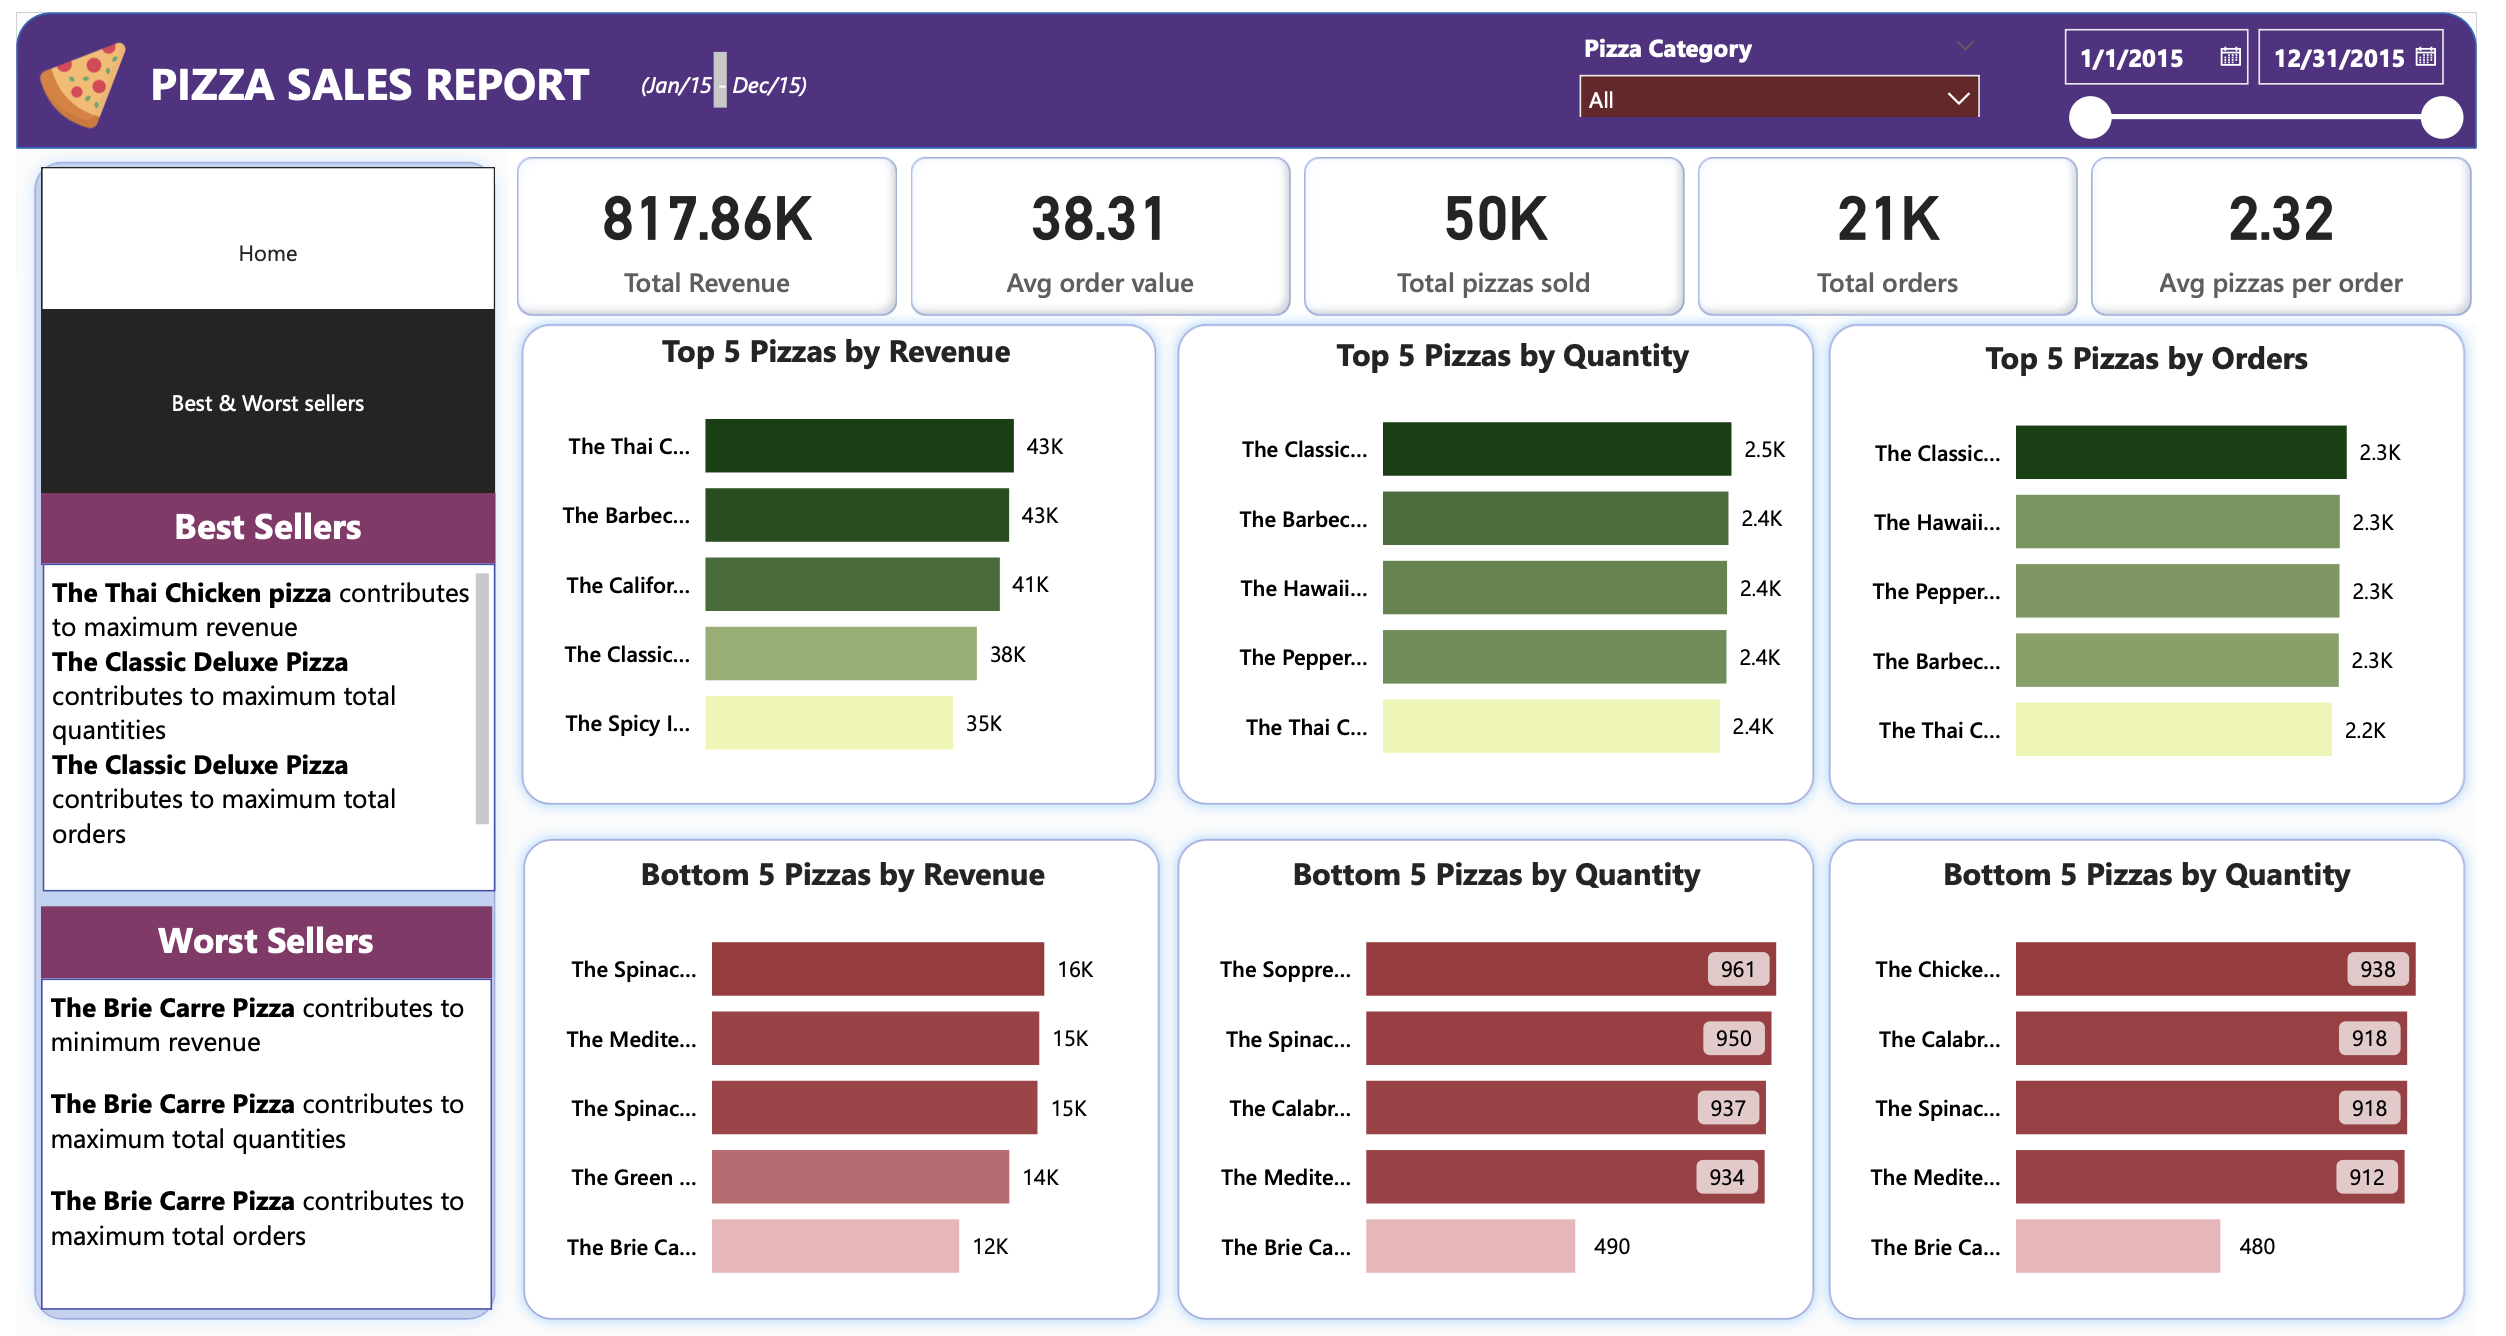 PIZZA SALES REPORT
(Jan/15 - Dec/15)
Pizza Category
All
1/1/2015
12/31/2015
Home
Best & Worst sellers
Best Sellers
The Thai Chicken pizza contributes
to maximum revenue
The Classic Deluxe Pizza
contributes to maximum total
quantities
The Classic Deluxe Pizza
contributes to maximum total
orders
Worst Sellers
The Brie Carre Pizza contributes to
minimum revenue
The Brie Carre Pizza contributes to
maximum total quantities
The Brie Carre Pizza contributes to
maximum total orders
817.86K
Total Revenue
38.31
Avg order value
50K
Total pizzas sold
21K
Total orders
2.32
Avg pizzas per order
Top 5 Pizzas by Revenue
The Thai C... 43K
The Barbec... 43K
The Califor... 41K
The Classic... 38K
The Spicy I... 35K
Top 5 Pizzas by Quantity
The Classic... 2.5K
The Barbec... 2.4K
The Hawaii... 2.4K
The Pepper... 2.4K
The Thai C... 2.4K
Top 5 Pizzas by Orders
The Classic... 2.3K
The Hawaii... 2.3K
The Pepper... 2.3K
The Barbec... 2.3K
The Thai C... 2.2K
Bottom 5 Pizzas by Revenue
The Spinac... 16K
The Medite... 15K
The Spinac... 15K
The Green ... 14K
The Brie Ca... 12K
Bottom 5 Pizzas by Quantity
The Soppre... 961
The Spinac... 950
The Calabr... 937
The Medite... 934
The Brie Ca... 490
Bottom 5 Pizzas by Quantity
The Chicke... 938
The Calabr... 918
The Spinac... 918
The Medite... 912
The Brie Ca... 480